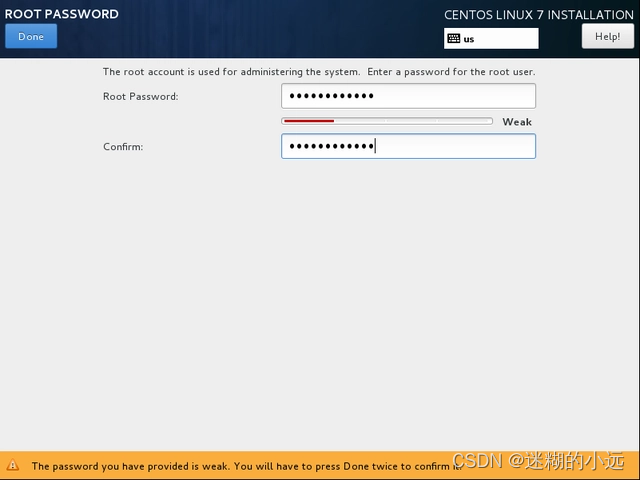 ROOT PASSWORD
CENTOS LINUX 7 INSTALLATION
Done
us
Help!
The root account is used for administering the system. Enter a password for the root user.
Root Password:
••••••••••••
Weak
Confirm:
••••••••••••
The password you have provided is weak. You will have to press Done twice to confirm it.
CSDN @迷糊的小远